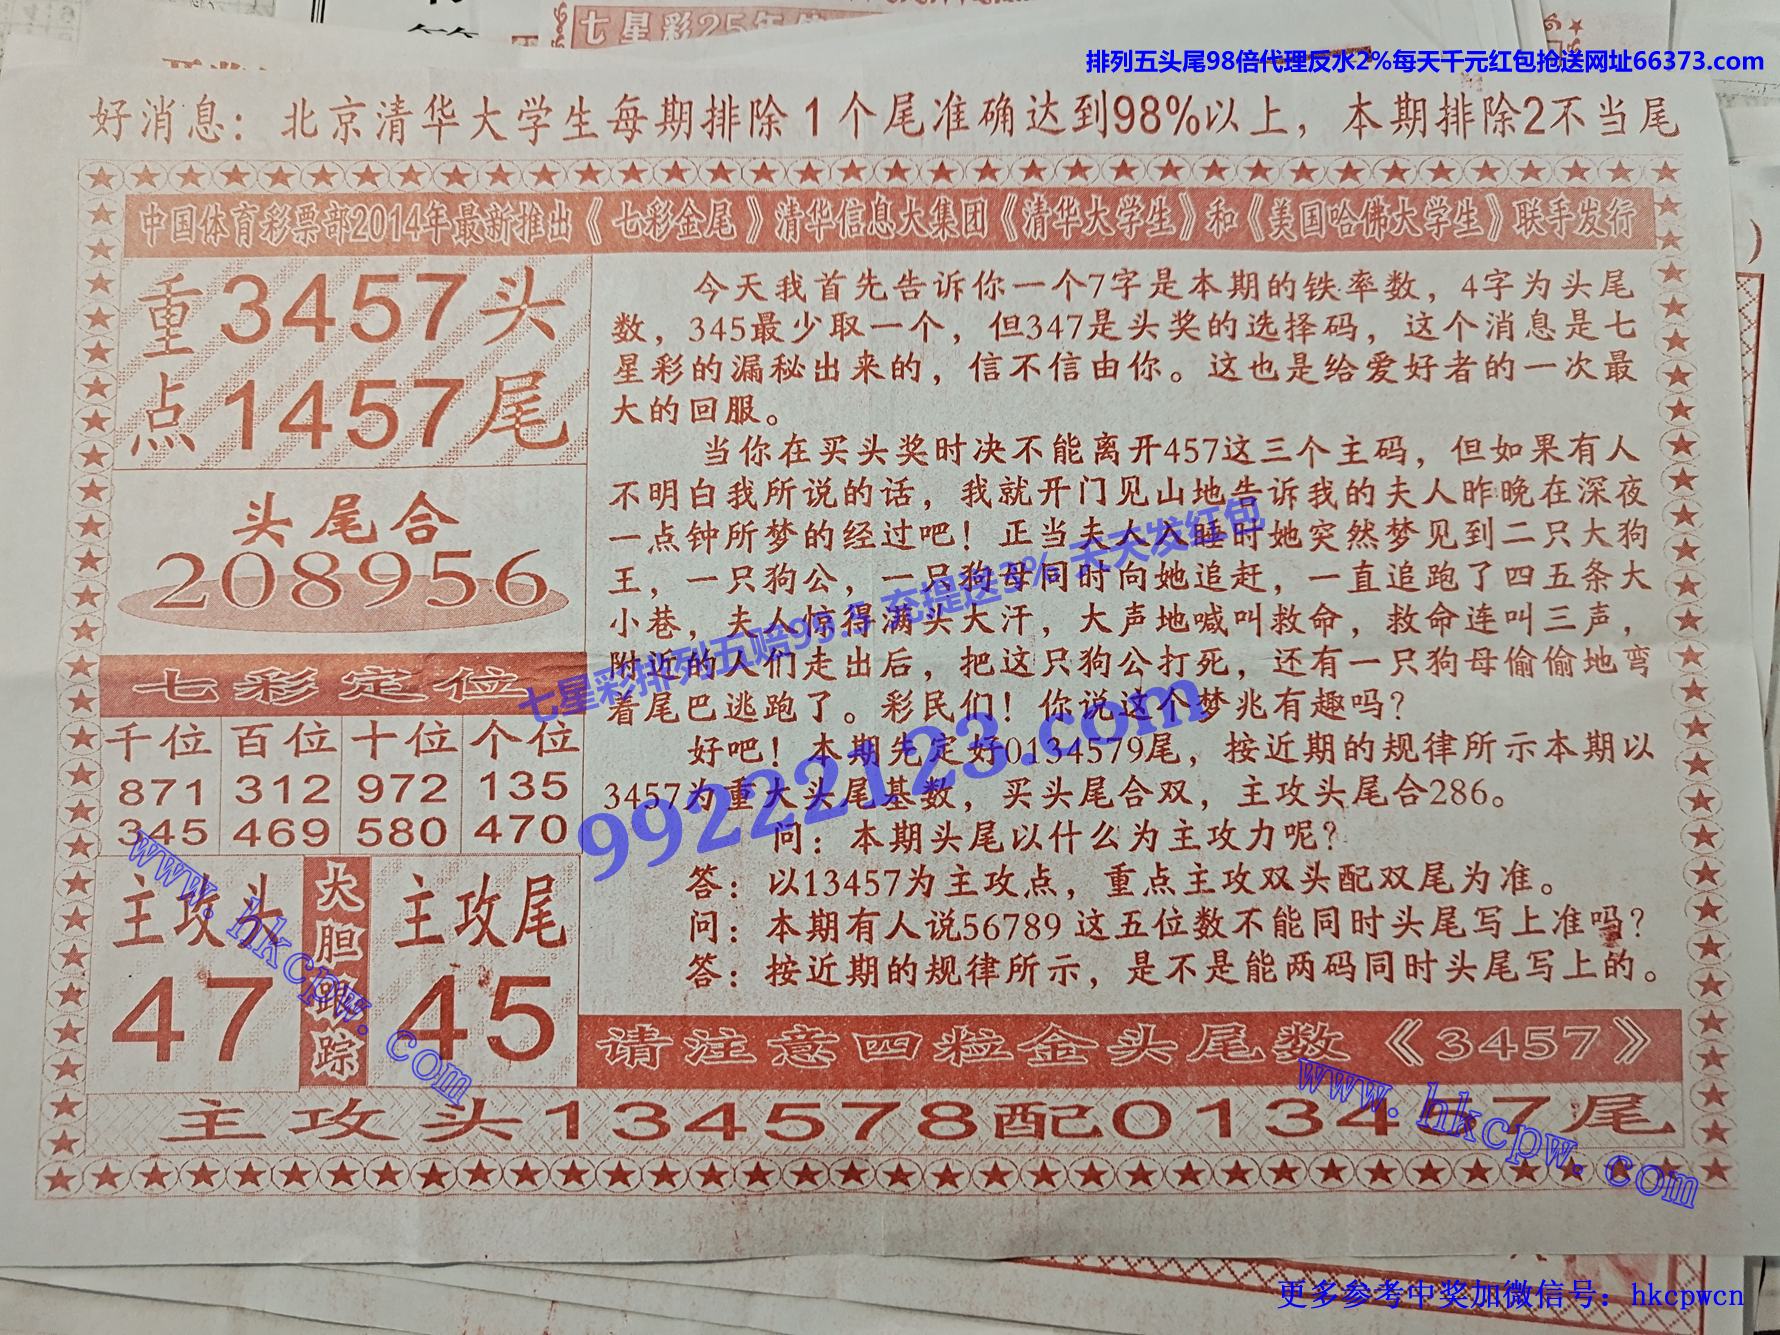 七星彩25年
排列五头尾98倍代理反水2%每天千元红包抢送网址66373.com
好消息：北京清华大学生每期排除1个尾准确达到98%以上，本期排除2不当尾
中国体育彩票部2014年最新推出《七彩金尾》清华信息大集团《清华大学生》和《美国哈佛大学生》联手发行
重3457头
点1457尾
头尾合
208956
七彩定位
千位 百位 十位 个位
871 312 972 135
345 469 580 470
主攻头
47
大胆跟踪
主攻尾
45
今天我首先告诉你一个7字是本期的铁率数，4字为头尾
数，345最少取一个，但347是头奖的选择码，这个消息是七
星彩的漏秘出来的，信不信由你。这也是给爱好者的一次最
大的回服。
当你在买头奖时决不能离开457这三个主码，但如果有人
不明白我所说的话，我就开门见山地告诉我的夫人昨晚在深夜
一点钟所梦的经过吧！正当夫人入睡时她突然梦见到二只大狗
王，一只狗公，一只狗母同时向她追赶，一直追跑了四五条大
小巷，夫人惊得满头大汗，大声地喊叫救命，救命连叫三声，
附近的人们走出后，把这只狗公打死，还有一只狗母偷偷地弯
着尾巴逃跑了。彩民们！你说这个梦兆有趣吗？
好吧！本期先定好0134579尾，按近期的规律所示本期以
3457为重大头尾基数，买头尾合双，主攻头尾合286。
问：本期头尾以什么为主攻力呢？
答：以13457为主攻点，重点主攻双头配双尾为准。
问：本期有人说56789 这五位数不能同时头尾写上准吗？
答：按近期的规律所示，是不是能两码同时头尾写上的。
请注意四粒金头尾数《3457》
主攻头134578配013457尾
七星彩排列五赔99.5 充提送3% 天天发红包
99222123.com
www.hkcpw.com
www.hkcpw.com
更多参考中奖加微信号：hkcpwcn